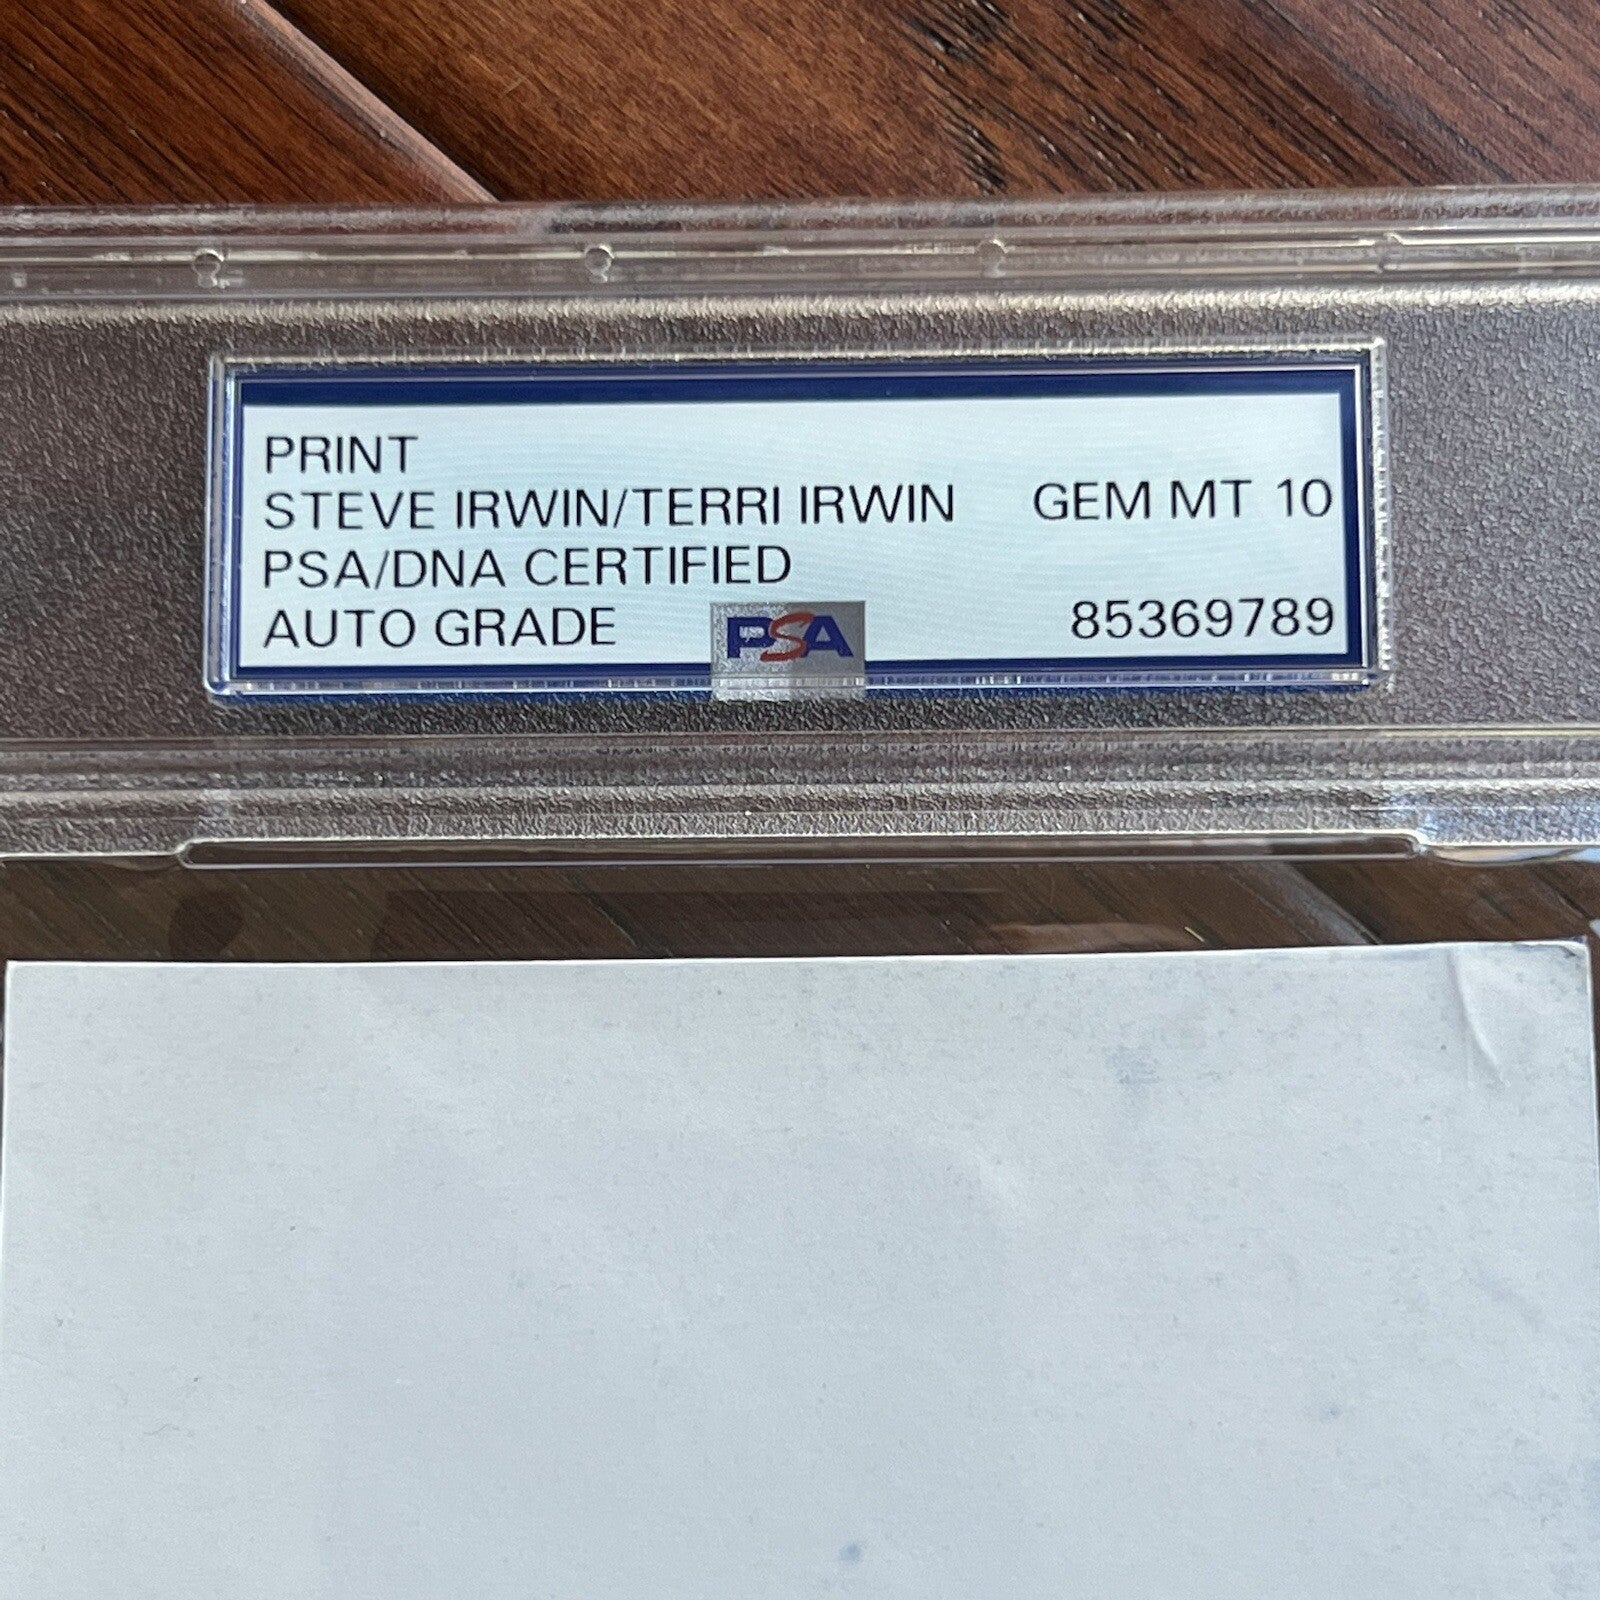 PRINT
STEVE IRWIN/TERRI IRWIN GEM MT 10
PSA/DNA CERTIFIED
AUTO GRADE PSA 85369789